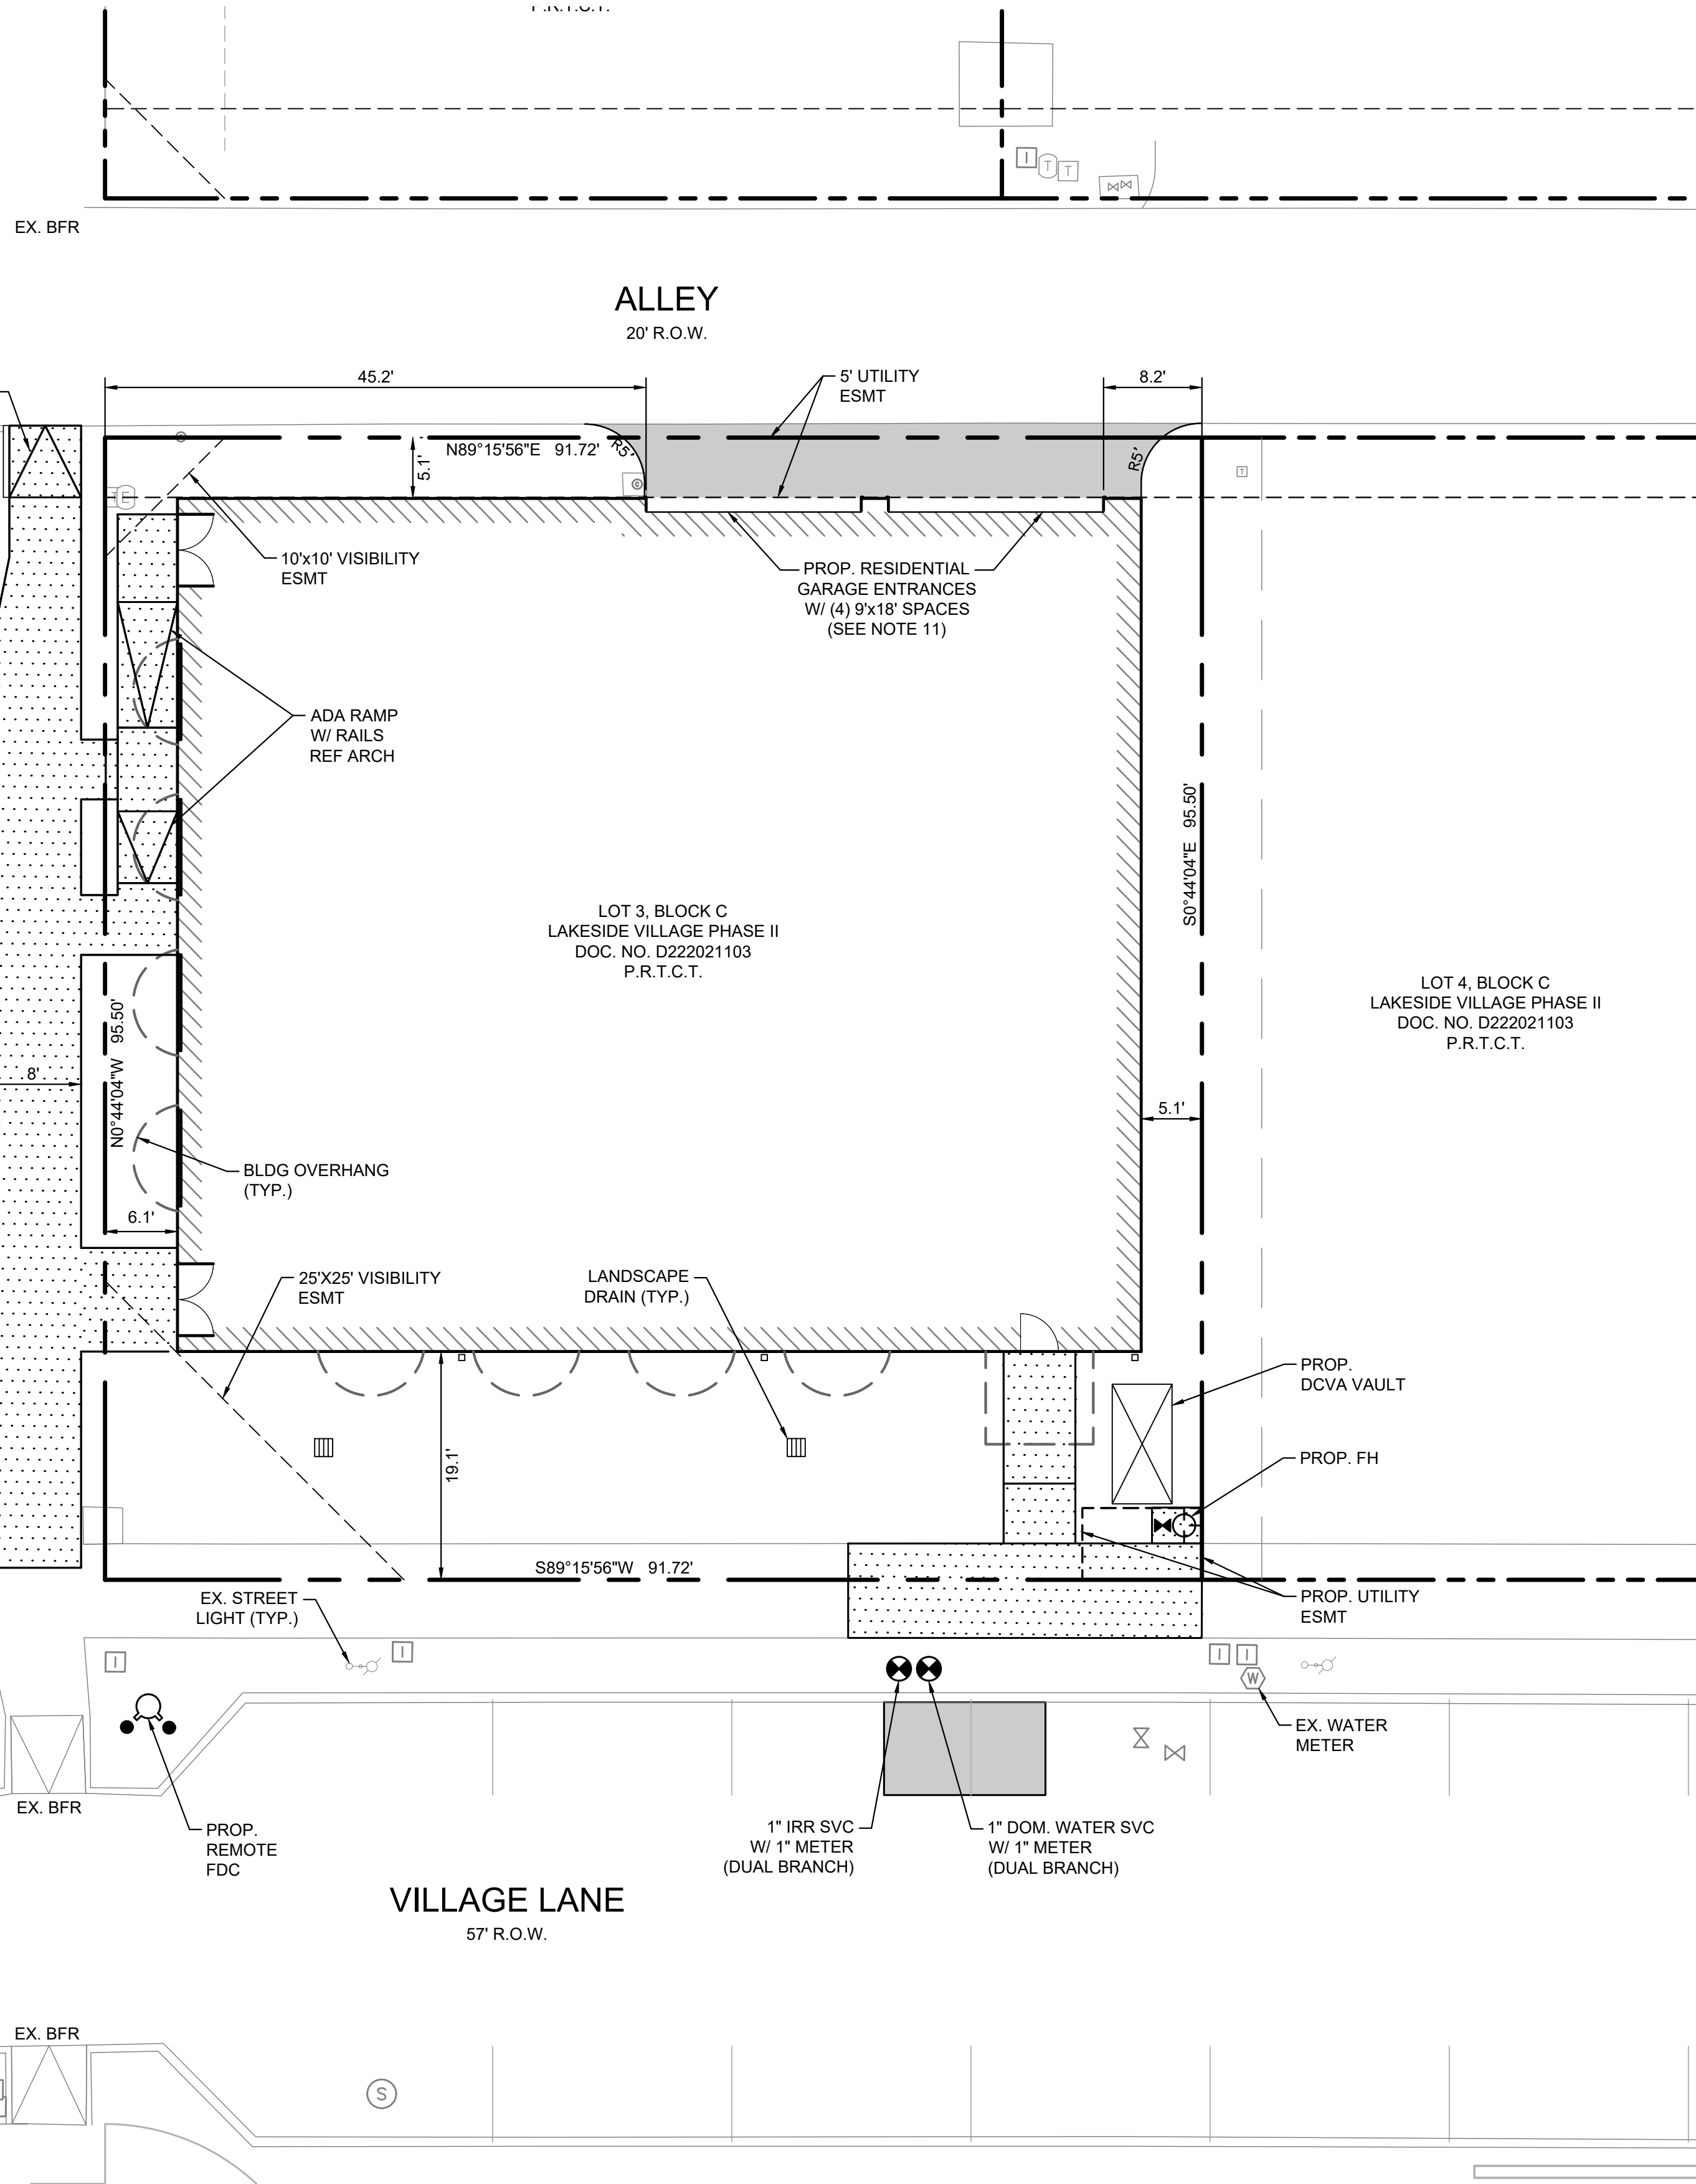 EX. BFR
ALLEY
20' R.O.W.
45.2'
5' UTILITY
ESMT
8.2'
N89°15'56"E 91.72'
R5'
R5'
5.1'
10'x10' VISIBILITY
ESMT
PROP. RESIDENTIAL
GARAGE ENTRANCES
W/ (4) 9'x18' SPACES
(SEE NOTE 11)
ADA RAMP
W/ RAILS
REF ARCH
S0°44'04"E 95.50'
LOT 3, BLOCK C
LAKESIDE VILLAGE PHASE II
DOC. NO. D222021103
P.R.T.C.T.
LOT 4, BLOCK C
LAKESIDE VILLAGE PHASE II
DOC. NO. D222021103
P.R.T.C.T.
N0°44'04"W 95.50'
8'
5.1'
BLDG OVERHANG
(TYP.)
6.1'
25'X25' VISIBILITY
ESMT
LANDSCAPE
DRAIN (TYP.)
PROP.
DCVA VAULT
19.1'
PROP. FH
S89°15'56"W 91.72'
EX. STREET
LIGHT (TYP.)
PROP. UTILITY
ESMT
I
T
T
T
E
C
T
I
I
I
I
W
EX. WATER
METER
EX. BFR
PROP.
REMOTE
FDC
1" IRR SVC
W/ 1" METER
(DUAL BRANCH)
1" DOM. WATER SVC
W/ 1" METER
(DUAL BRANCH)
VILLAGE LANE
57' R.O.W.
EX. BFR
S